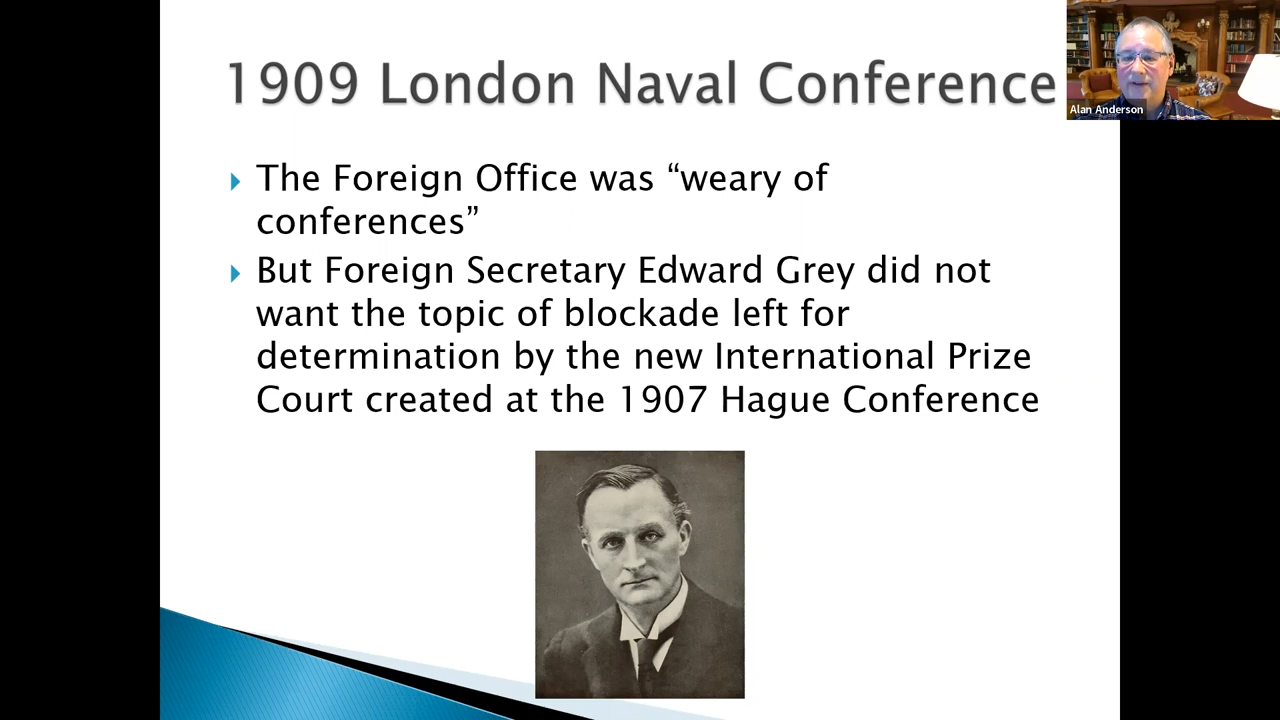 1909 London Naval Conference
Alan Anderson
The Foreign Office was “weary of
conferences”
But Foreign Secretary Edward Grey did not
want the topic of blockade left for
determination by the new International Prize
Court created at the 1907 Hague Conference